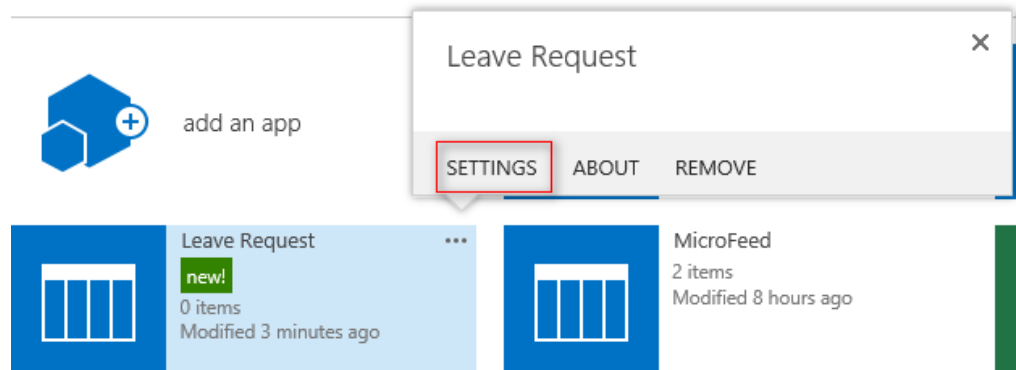 Leave Request
add an app
SETTINGS ABOUT REMOVE
Leave Request
new!
0 items
Modified 3 minutes ago
MicroFeed
2 items
Modified 8 hours ago